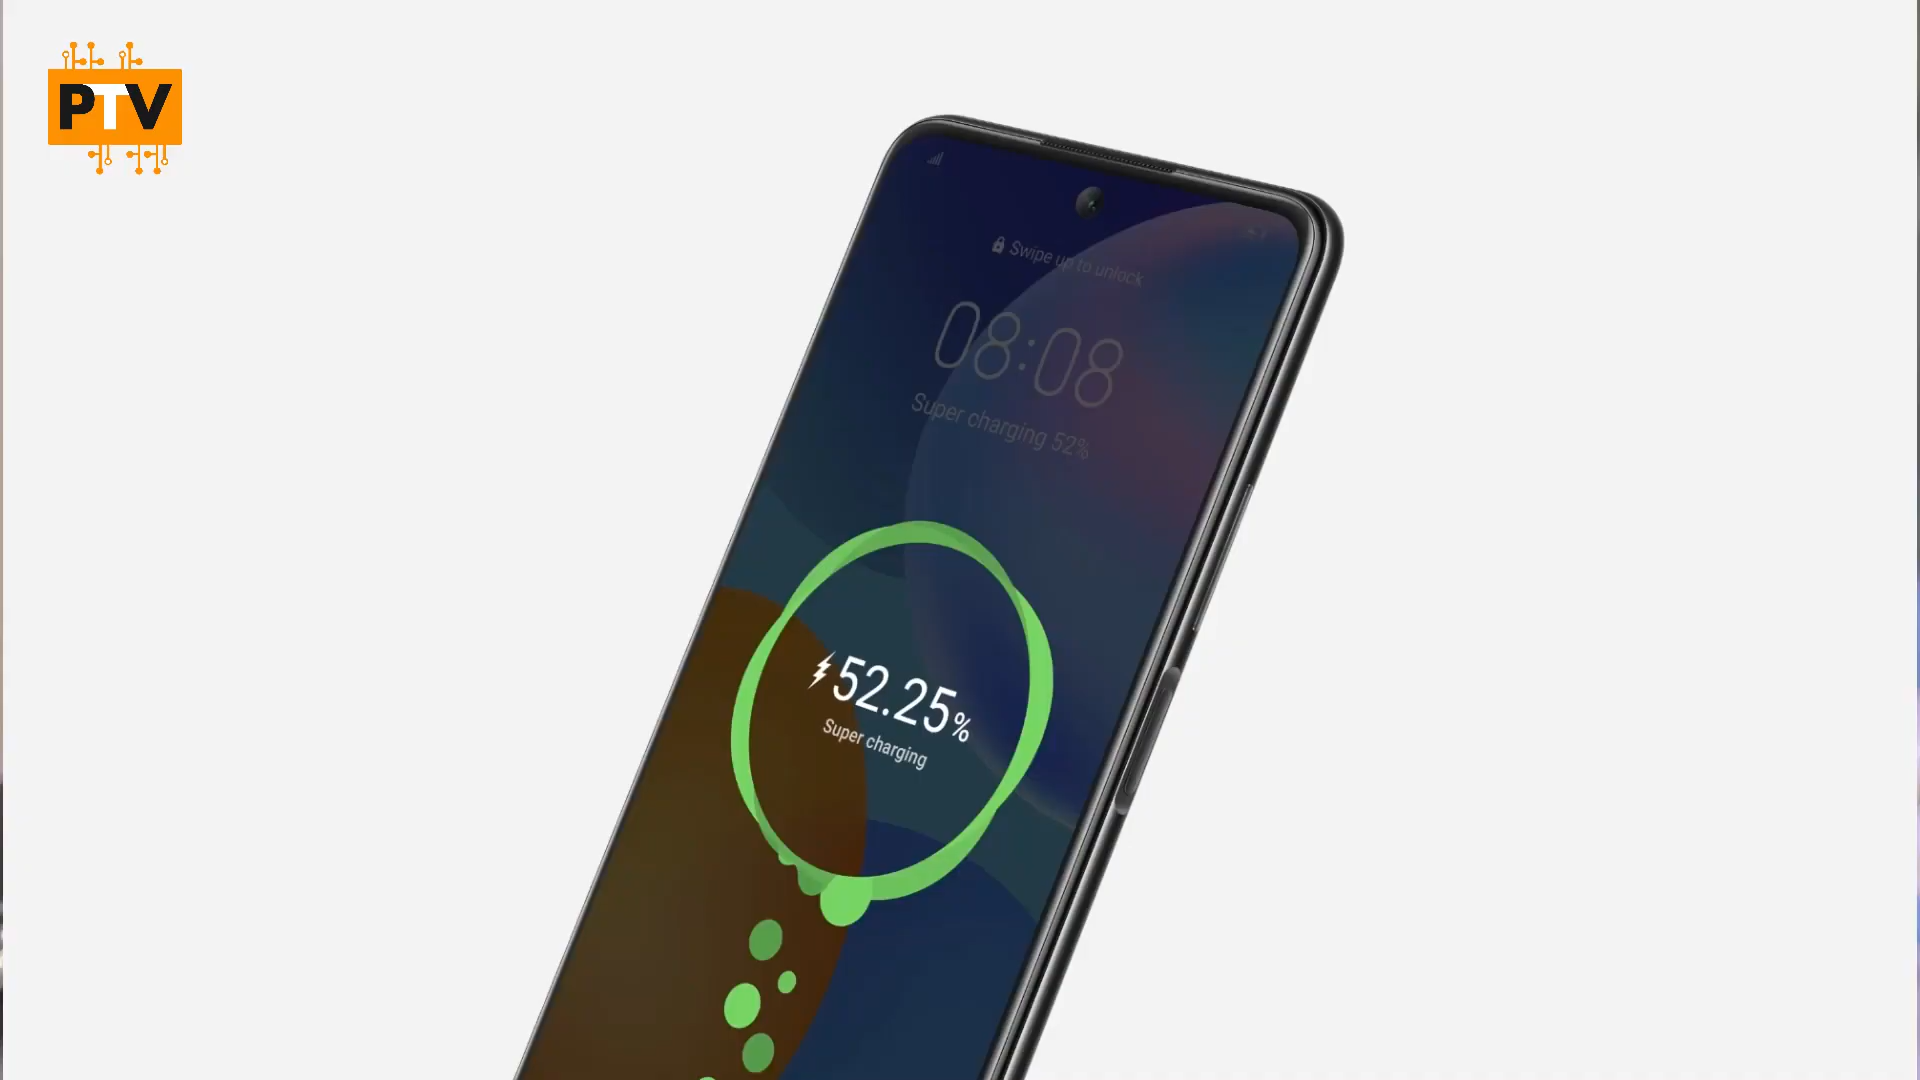 PTV
Swipe up to unlock
08:08
Super charging 52%
52.25%
Super charging